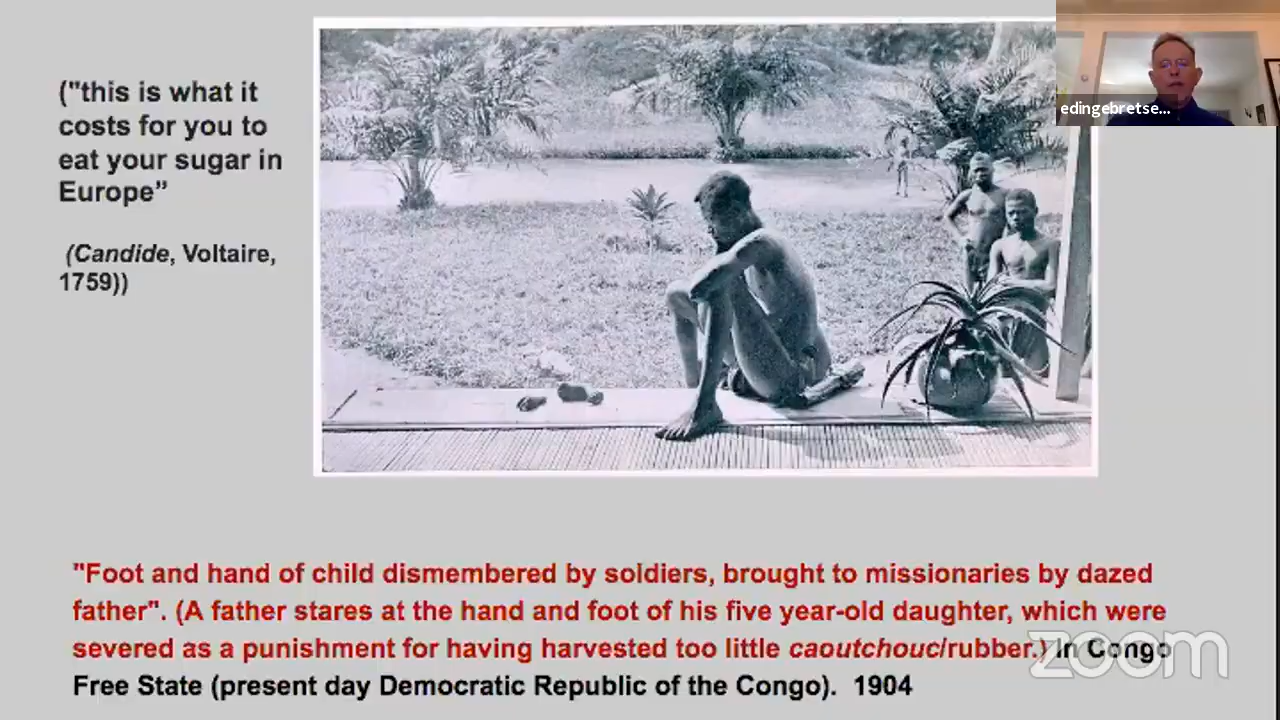 ("this is what it
costs for you to
eat your sugar in
Europe”
(Candide, Voltaire,
1759))
edingebretse...
"Foot and hand of child dismembered by soldiers, brought to missionaries by dazed
father". (A father stares at the hand and foot of his five year-old daughter, which were
severed as a punishment for having harvested too little caoutchouc/rubber.) in Congo
Free State (present day Democratic Republic of the Congo). 1904
zoom